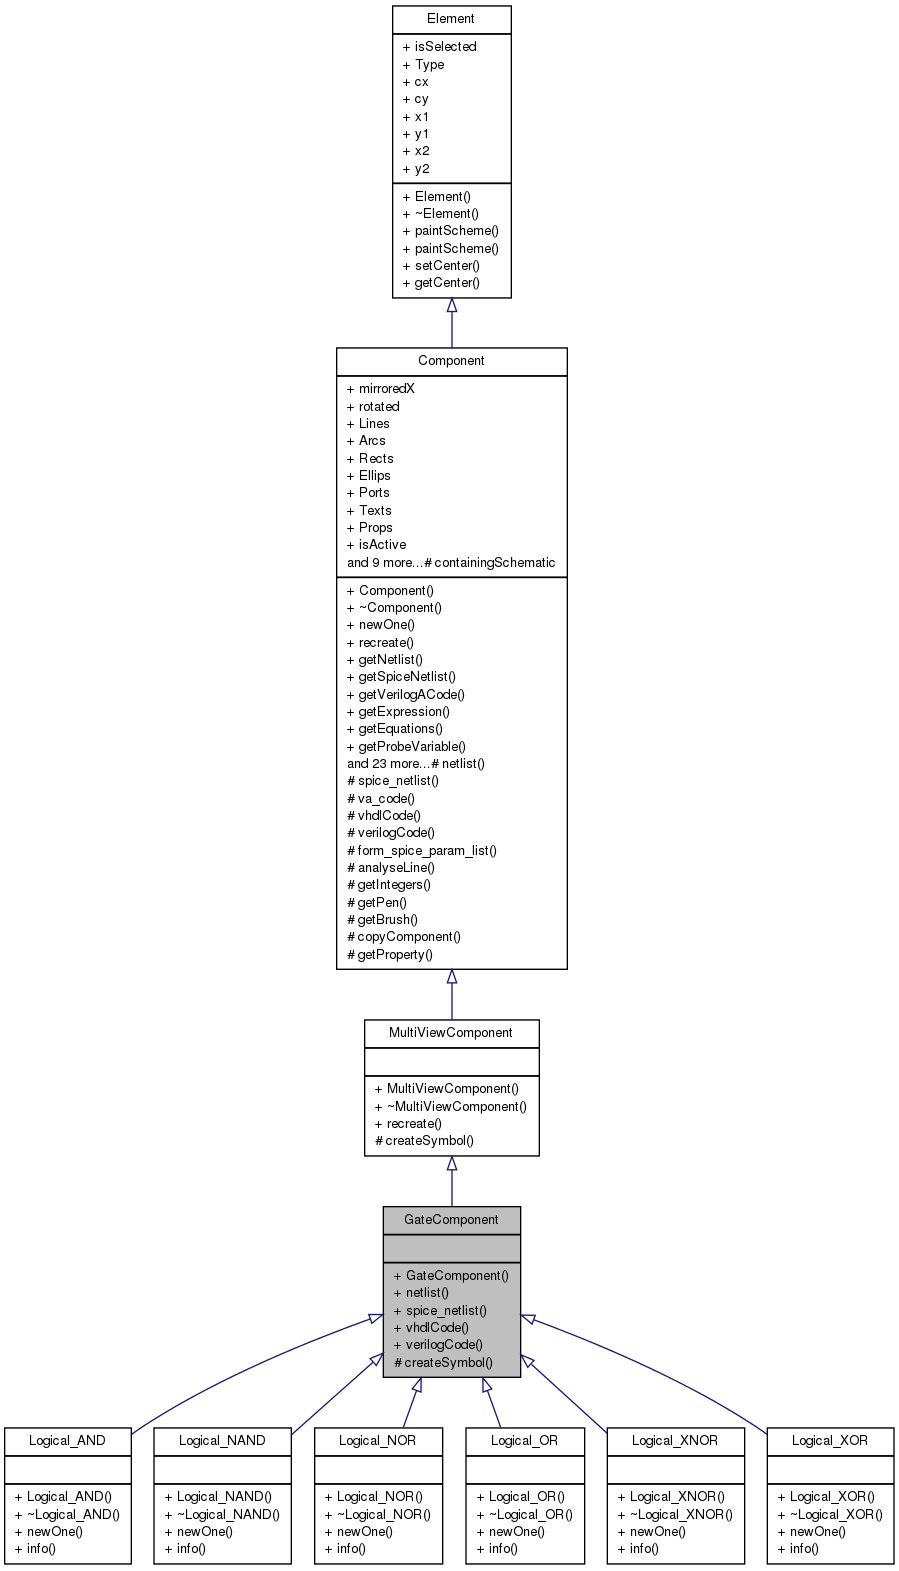 Element
+ isSelected
+ Type
+ cx
+ cy
+ x1
+ y1
+ x2
+ y2
+ Element()
+ ~Element()
+ paintScheme()
+ paintScheme()
+ setCenter()
+ getCenter()
Component
+ mirroredX
+ rotated
+ Lines
+ Arcs
+ Rects
+ Ellips
+ Ports
+ Texts
+ Props
+ isActive
and 9 more...# containingSchematic
+ Component()
+ ~Component()
+ newOne()
+ recreate()
+ getNetlist()
+ getSpiceNetlist()
+ getVerilogACode()
+ getExpression()
+ getEquations()
+ getProbeVariable()
and 23 more...# netlist()
# spice_netlist()
# va_code()
# vhdlCode()
# verilogCode()
# form_spice_param_list()
# analyseLine()
# getIntegers()
# getPen()
# getBrush()
# copyComponent()
# getProperty()
MultiViewComponent
+ MultiViewComponent()
+ ~MultiViewComponent()
+ recreate()
# createSymbol()
GateComponent
+ GateComponent()
+ netlist()
+ spice_netlist()
+ vhdlCode()
+ verilogCode()
# createSymbol()
Logical_AND
+ Logical_AND()
+ ~Logical_AND()
+ newOne()
+ info()
Logical_NAND
+ Logical_NAND()
+ ~Logical_NAND()
+ newOne()
+ info()
Logical_NOR
+ Logical_NOR()
+ ~Logical_NOR()
+ newOne()
+ info()
Logical_OR
+ Logical_OR()
+ ~Logical_OR()
+ newOne()
+ info()
Logical_XNOR
+ Logical_XNOR()
+ ~Logical_XNOR()
+ newOne()
+ info()
Logical_XOR
+ Logical_XOR()
+ ~Logical_XOR()
+ newOne()
+ info()